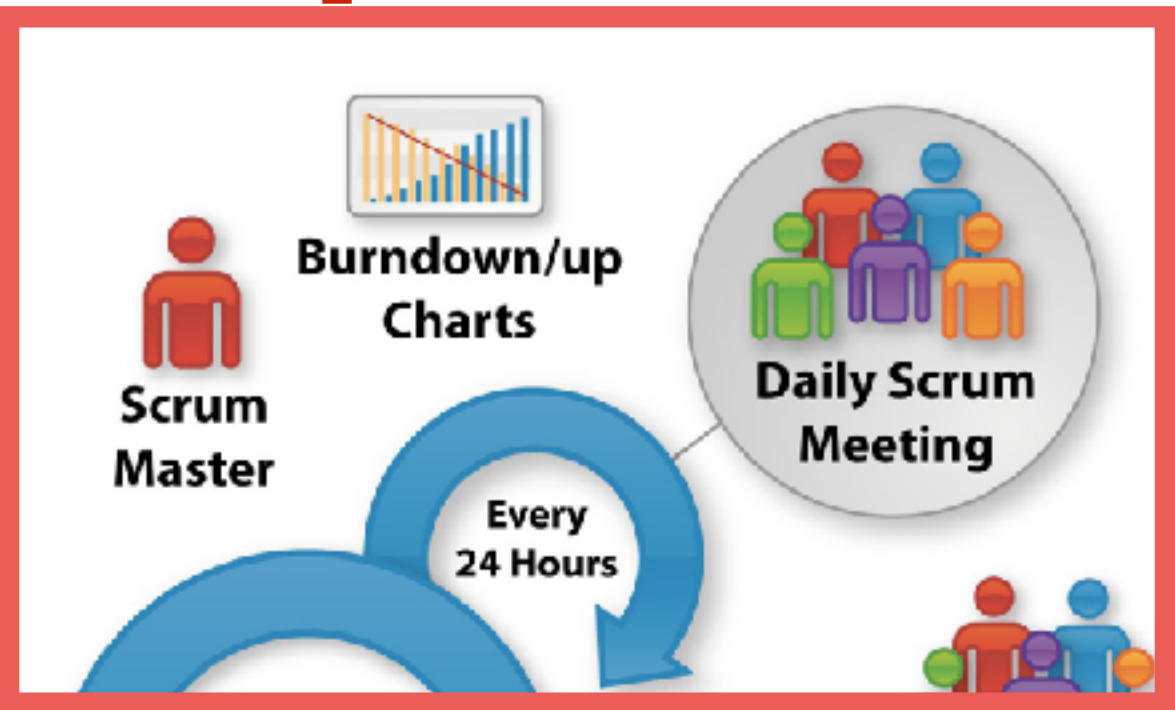 Burndown/up
Charts
Scrum
Master
Daily Scrum
Meeting
Every
24 Hours